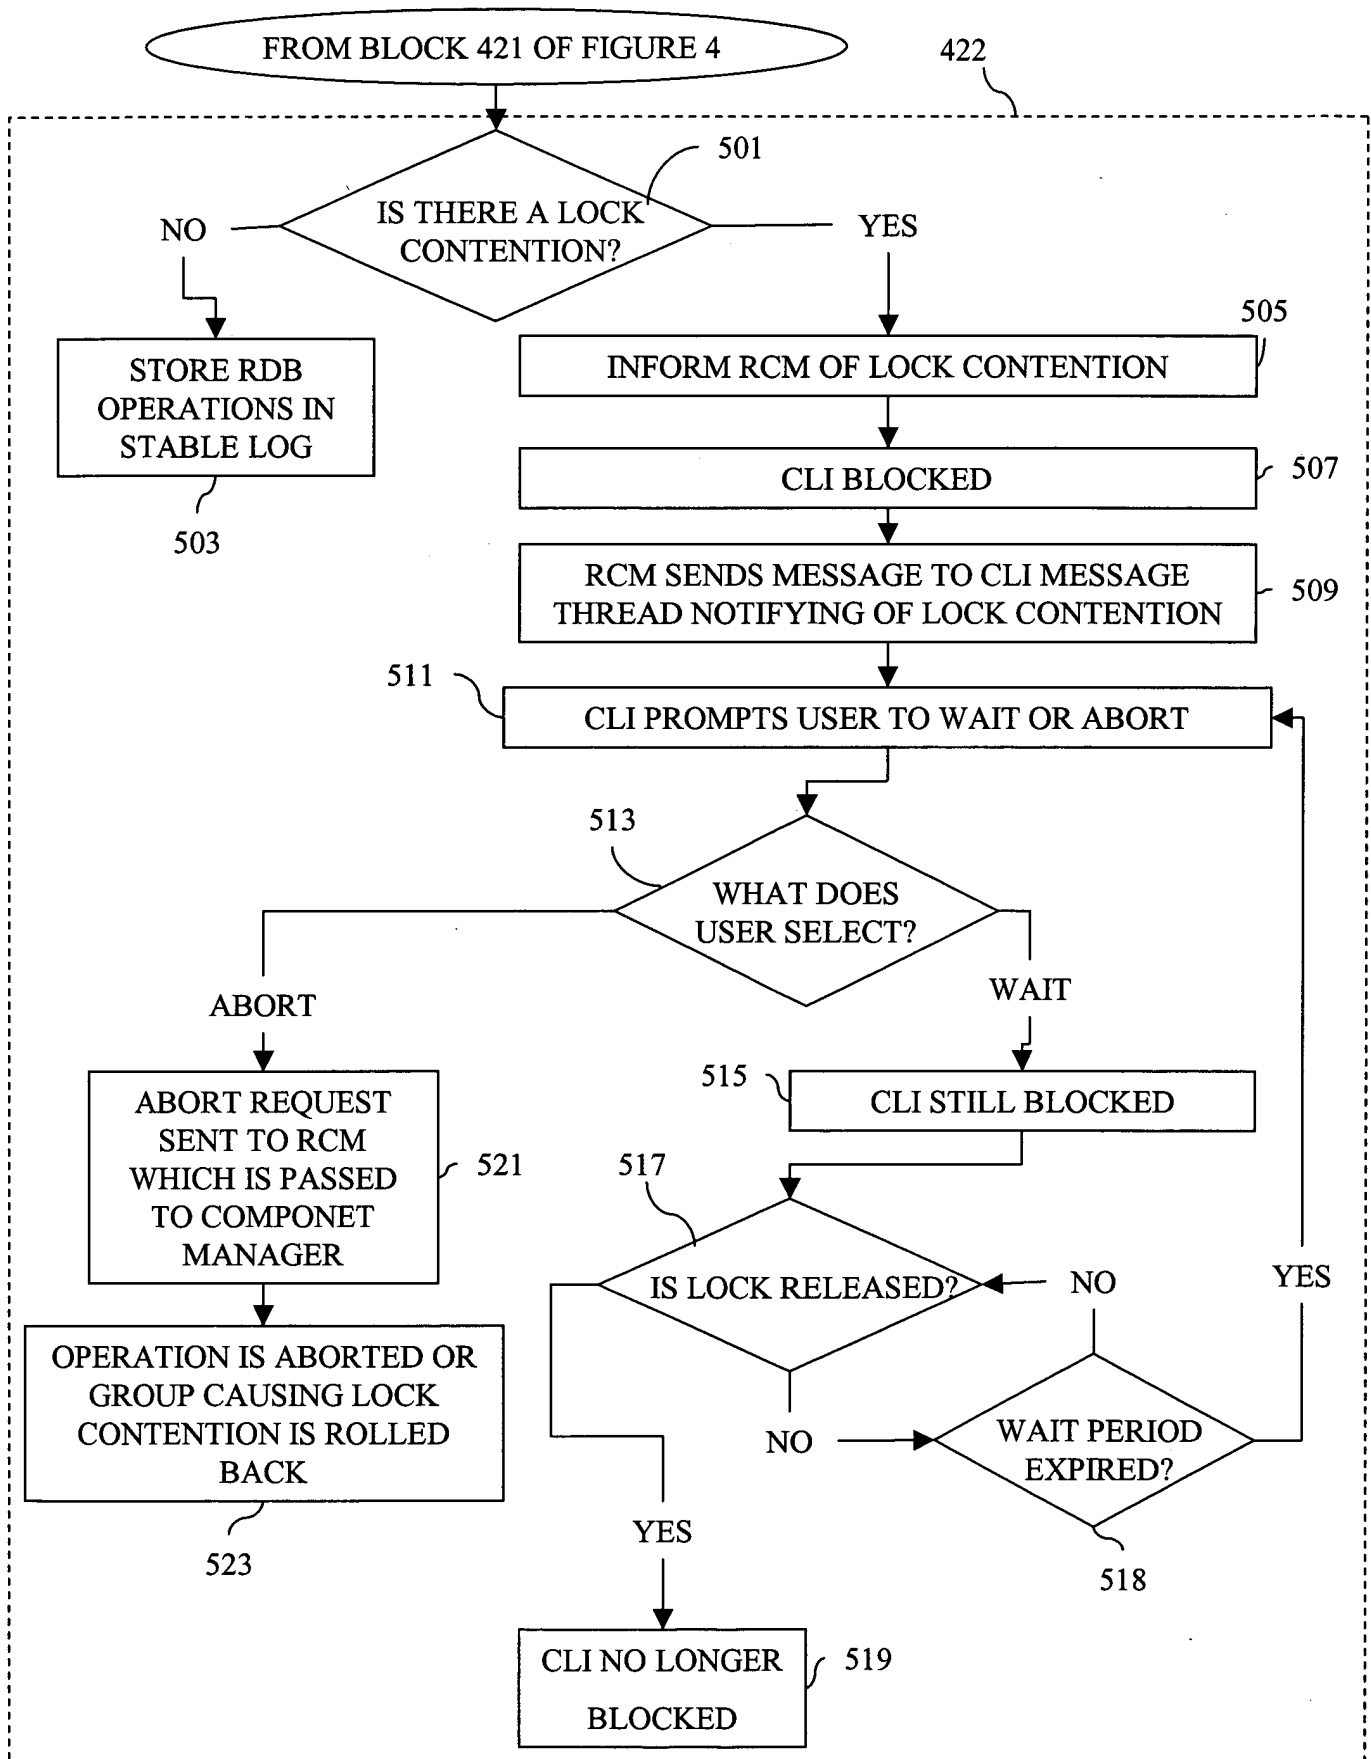 FROM BLOCK 421 OF FIGURE 4
422
501
IS THERE A LOCK
CONTENTION?
NO
YES
505
STORE RDB
OPERATIONS IN
STABLE LOG
503
INFORM RCM OF LOCK CONTENTION
CLI BLOCKED
507
RCM SENDS MESSAGE TO CLI MESSAGE
THREAD NOTIFYING OF LOCK CONTENTION
509
511
CLI PROMPTS USER TO WAIT OR ABORT
513
WHAT DOES
USER SELECT?
ABORT
WAIT
ABORT REQUEST
SENT TO RCM
WHICH IS PASSED
TO COMPONET
MANAGER
521
515
CLI STILL BLOCKED
517
IS LOCK RELEASED?
NO
YES
OPERATION IS ABORTED OR
GROUP CAUSING LOCK
CONTENTION IS ROLLED
BACK
523
NO
WAIT PERIOD
EXPIRED?
518
YES
CLI NO LONGER
BLOCKED
519